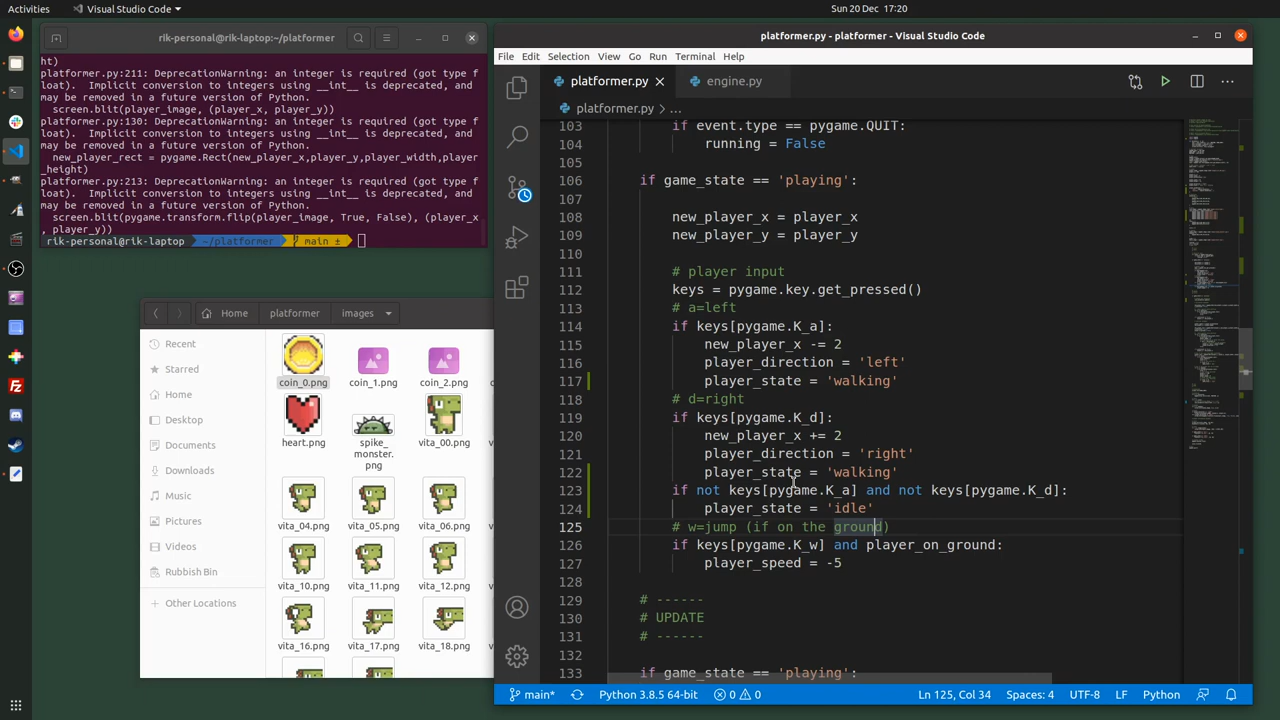 Activities
Visual Studio Code
Sun 20 Dec 17:20
rik-personal@rik-laptop:~/platformer
ht)
platformer.py:211: DeprecationWarning: an integer is required (got type f
loat).  Implicit conversion to integers using __int__ is deprecated, and
may be removed in a future version of Python.
  screen.blit(player_image, (player_x, player_y))
platformer.py:130: DeprecationWarning: an integer is required (got type f
loat).  Implicit conversion to integers using __int__ is deprecated, and
may be removed in a future version of Python.
  new_player_rect = pygame.Rect(new_player_x,player_y,player_width,player
_height)
platformer.py:213: DeprecationWarning: an integer is required (got type f
loat).  Implicit conversion to integers using __int__ is deprecated, and
may be removed in a future version of Python.
  screen.blit(pygame.transform.flip(player_image, True, False), (player_x
, player_y))
rik-personal@rik-laptop ~/platformer main ±
Home platformer images
Recent
Starred
Home
Desktop
Documents
Downloads
Music
Pictures
Videos
Rubbish Bin
Other Locations
coin_0.png coin_1.png coin_2.png
heart.png spike_ vita_00.png
monster.
png
vita_04.png vita_05.png vita_06.png
vita_10.png vita_11.png vita_12.png
vita_16.png vita_17.png vita_18.png
platformer.py - platformer - Visual Studio Code
File Edit Selection View Go Run Terminal Help
platformer.py engine.py
platformer.py > ...
103 if event.type == pygame.QUIT:
104 running = False
105
106 if game_state == 'playing':
107
108 new_player_x = player_x
109 new_player_y = player_y
110
111 # player input
112 keys = pygame.key.get_pressed()
113 # a=left
114 if keys[pygame.K_a]:
115 new_player_x -= 2
116 player_direction = 'left'
117 player_state = 'walking'
118 # d=right
119 if keys[pygame.K_d]:
120 new_player_x += 2
121 player_direction = 'right'
122 player_state = 'walking'
123 if not keys[pygame.K_a] and not keys[pygame.K_d]:
124 player_state = 'idle'
125 # w=jump (if on the ground)
126 if keys[pygame.K_w] and player_on_ground:
127 player_speed = -5
128
129 # ------
130 # UPDATE
131 # ------
132
133 if game_state == 'playing':
main* Python 3.8.5 64-bit 0 0 Ln 125, Col 34 Spaces: 4 UTF-8 LF Python